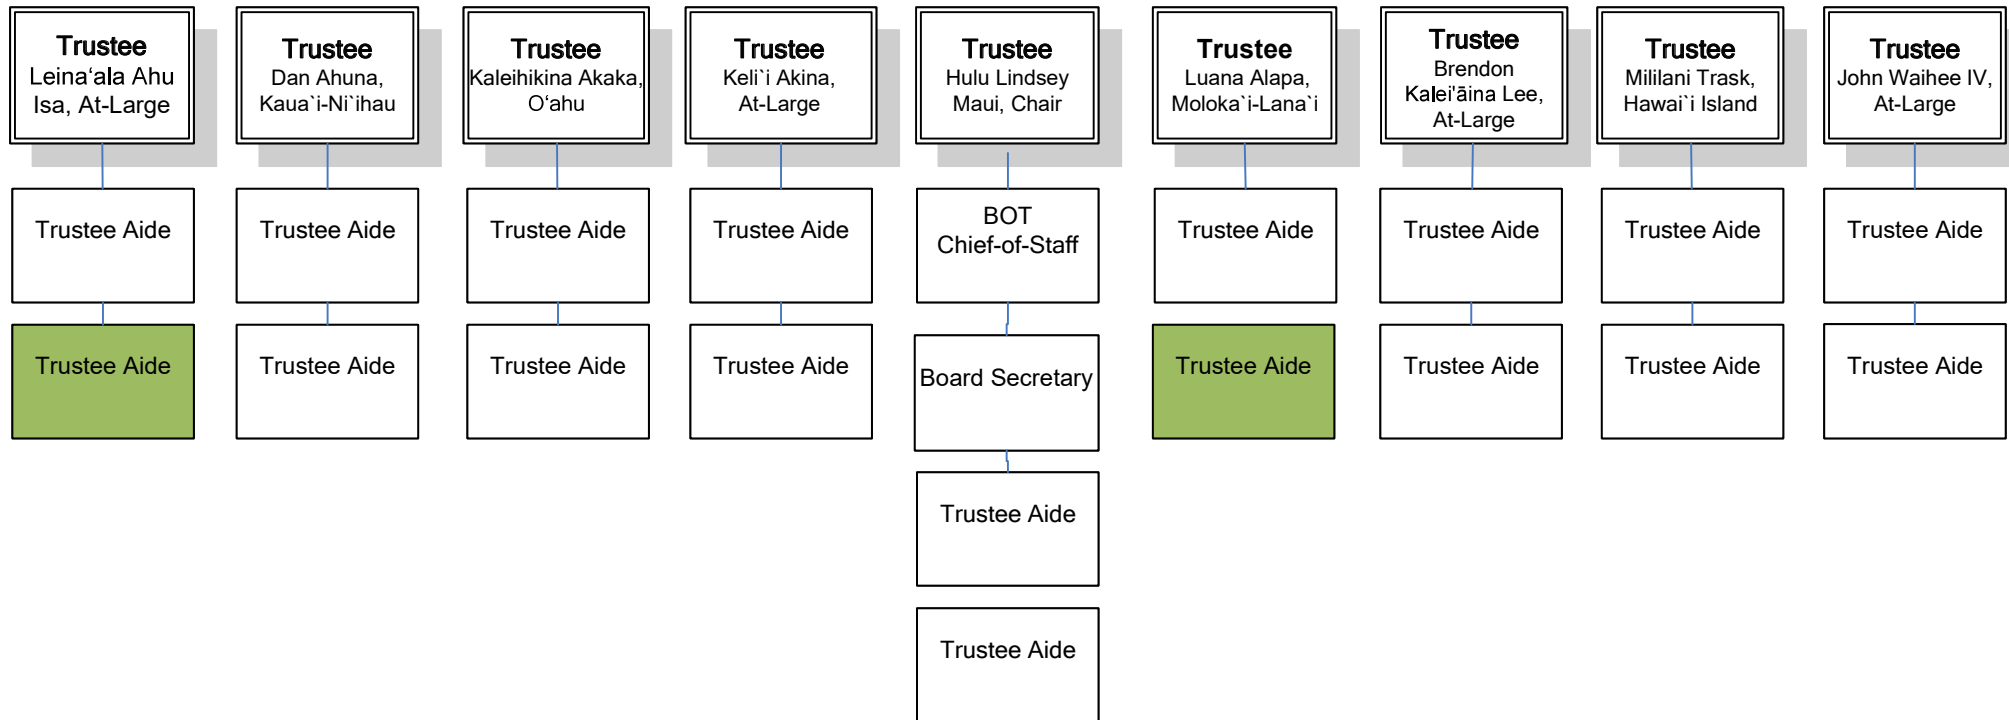 Trustee
Leinaʻala Ahu
Isa, At-Large
Trustee
Dan Ahuna,
Kaua`i-Ni`ihau
Trustee
Kaleihikina Akaka,
Oʻahu
Trustee
Keli`i Akina,
At-Large
Trustee
Hulu Lindsey
Maui, Chair
Trustee
Luana Alapa,
Moloka`i-Lana`i
Trustee
Brendon
Kalei'āina Lee,
At-Large
Trustee
Mililani Trask,
Hawai`i Island
Trustee
John Waihee IV,
At-Large
Trustee Aide
Trustee Aide
Trustee Aide
Trustee Aide
BOT
Chief-of-Staff
Trustee Aide
Trustee Aide
Trustee Aide
Trustee Aide
Trustee Aide
Trustee Aide
Trustee Aide
Trustee Aide
Board Secretary
Trustee Aide
Trustee Aide
Trustee Aide
Trustee Aide
Trustee Aide
Trustee Aide